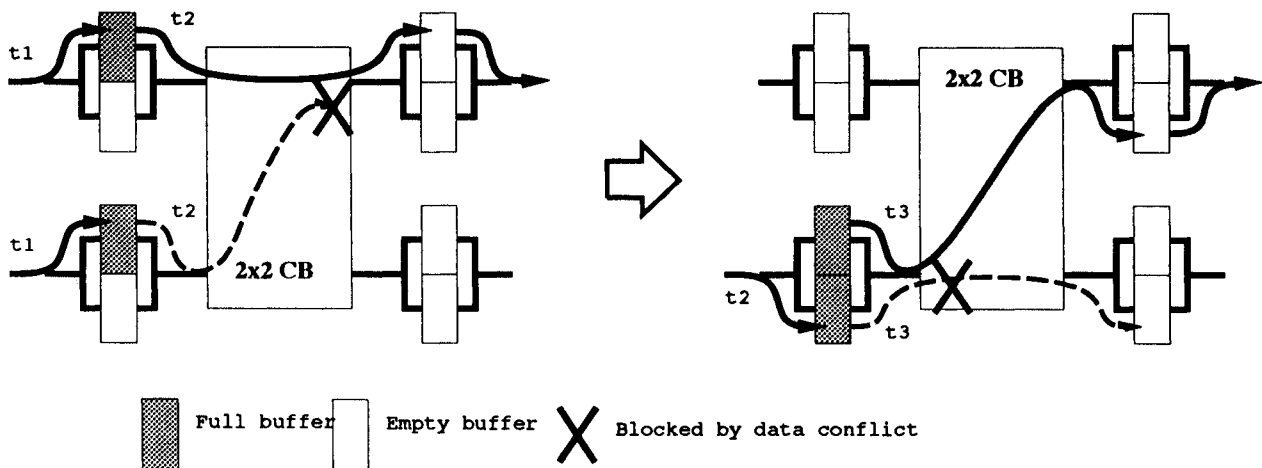 t1
t2
t1
t2
2x2 CB
2x2 CB
t3
t2
t3
Full buffer
Empty buffer
Blocked by data conflict